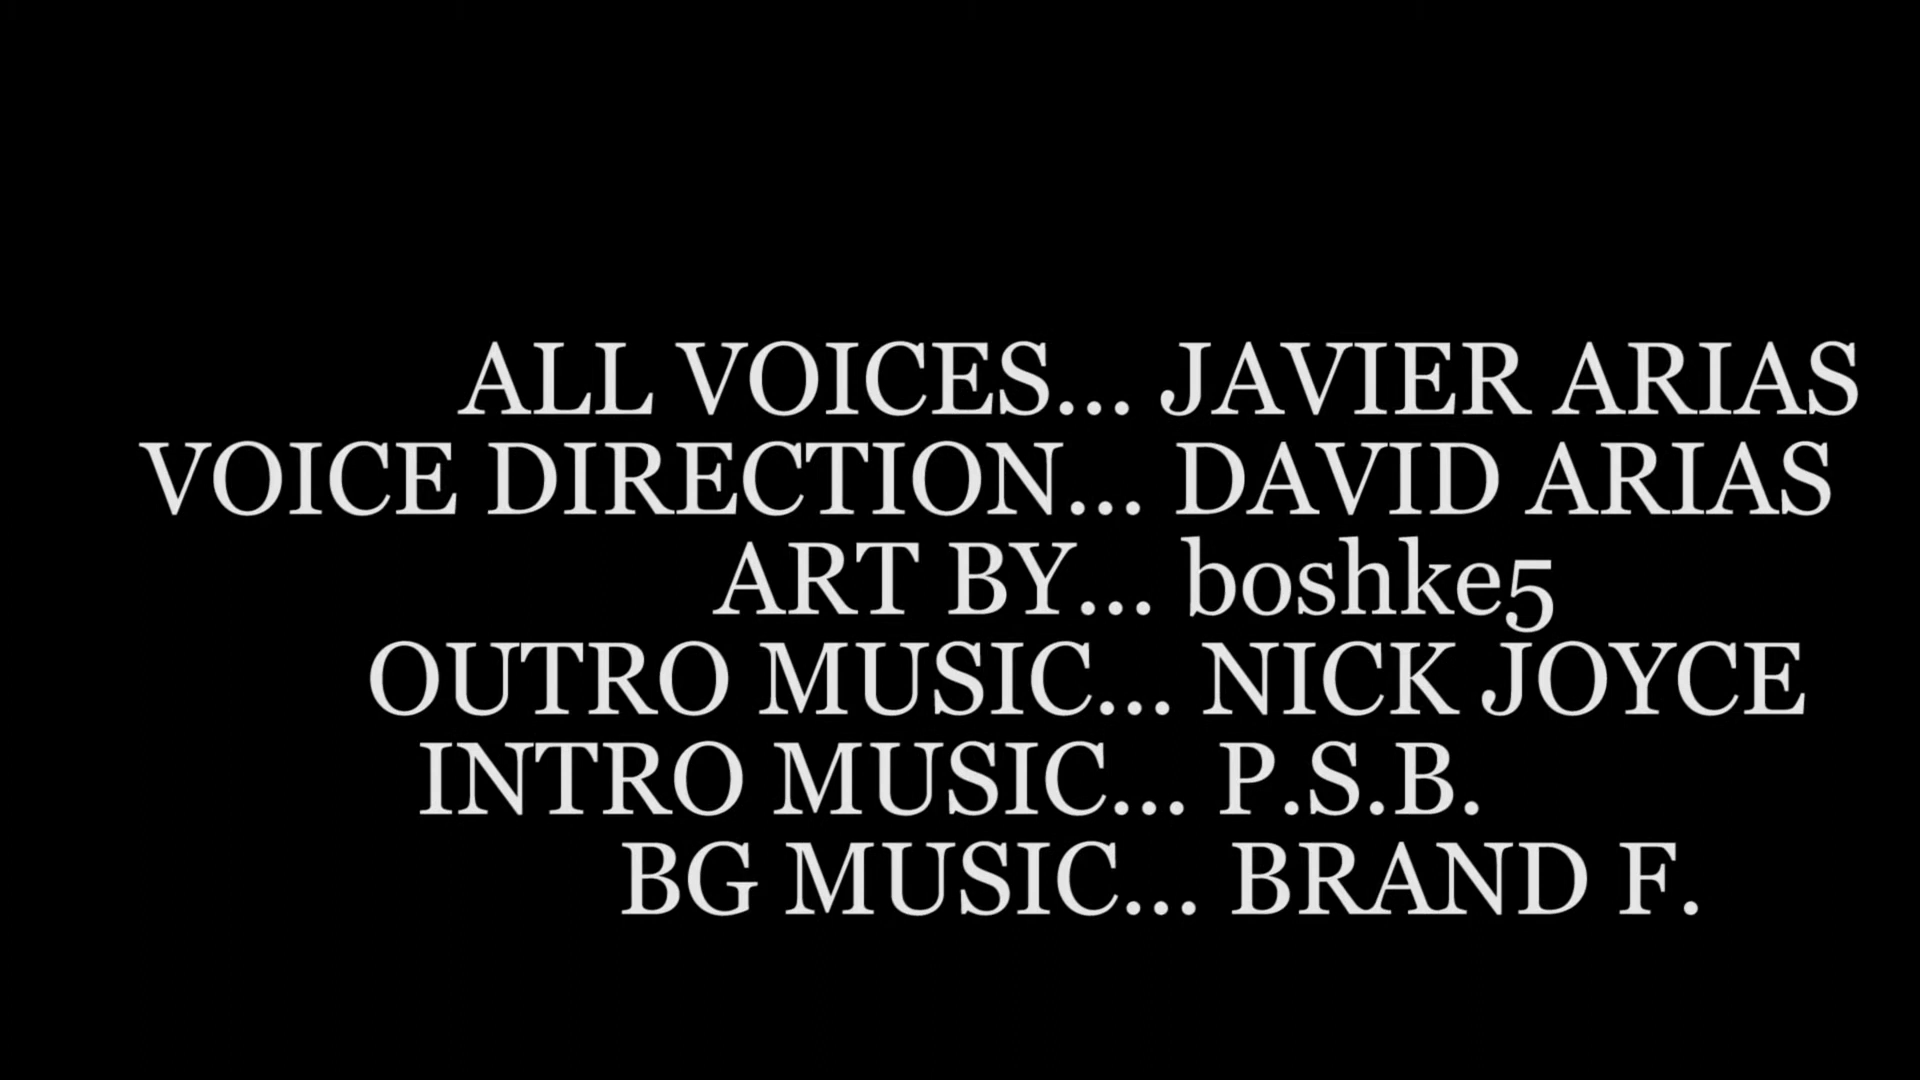 ALL VOICES... JAVIER ARIAS
VOICE DIRECTION... DAVID ARIAS
ART BY... boshke5
OUTRO MUSIC... NICK JOYCE
INTRO MUSIC... P.S.B.
BG MUSIC... BRAND F.